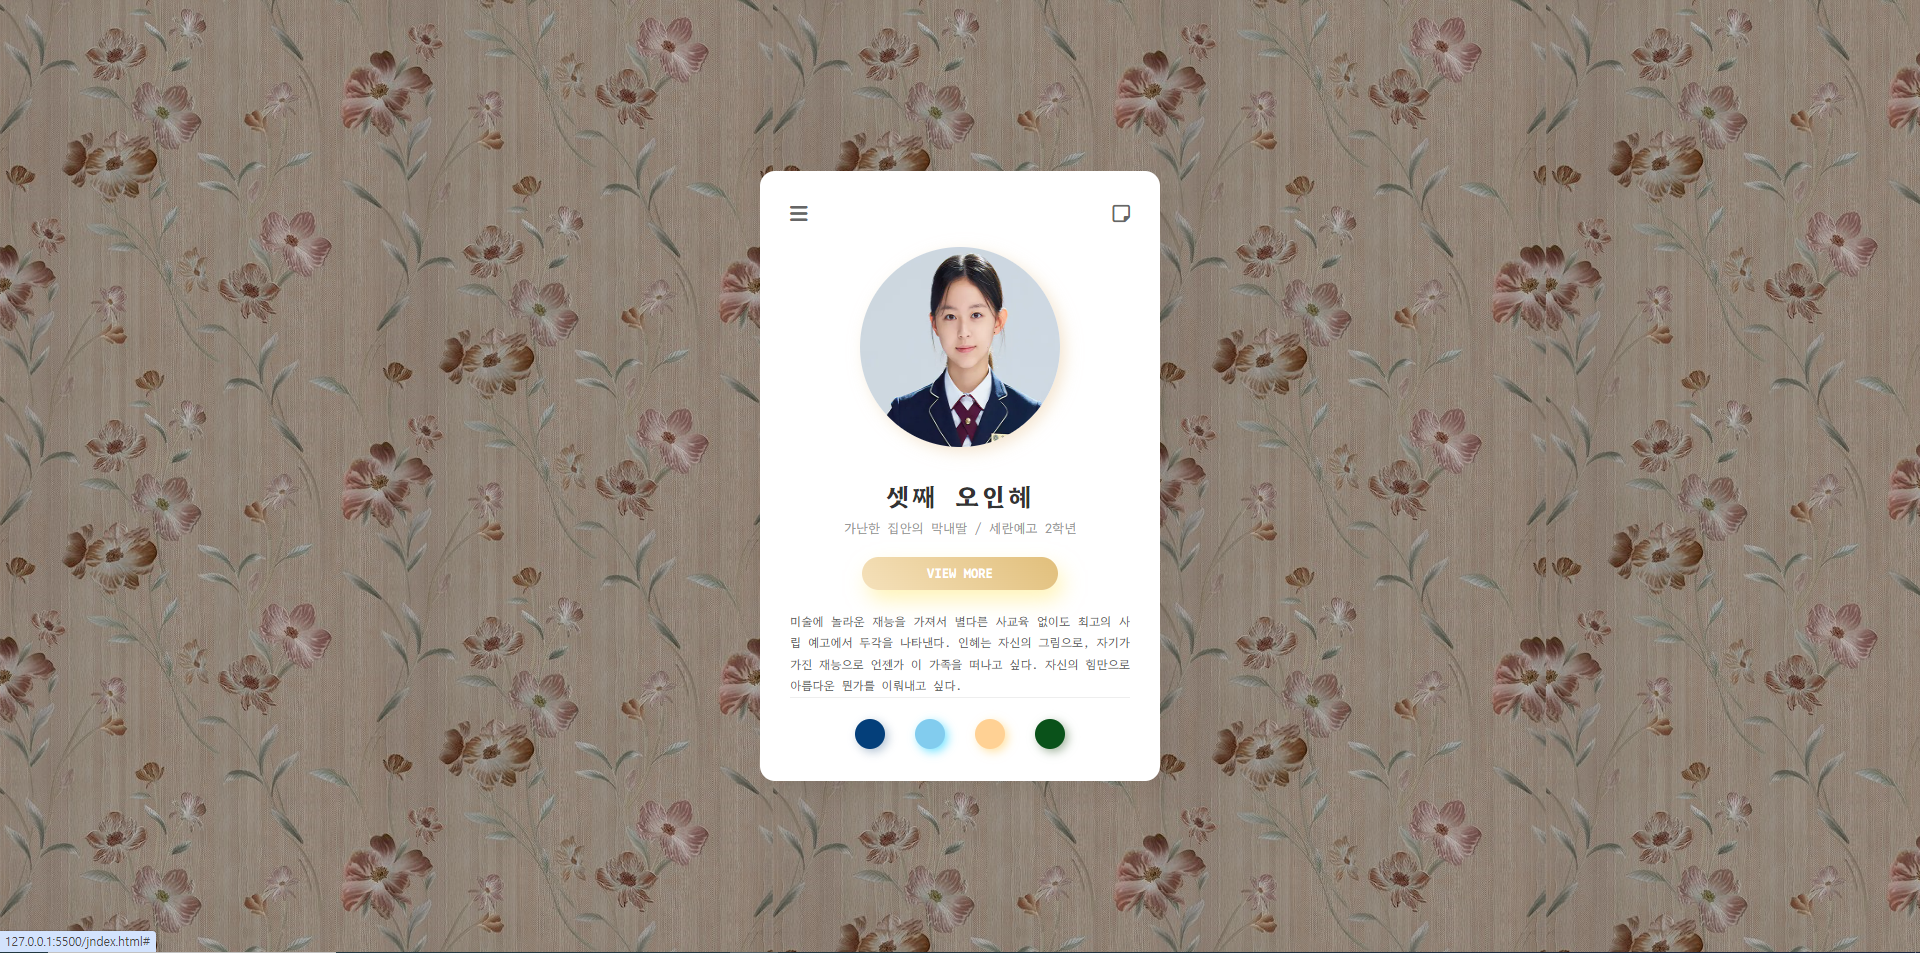 셋째 오인혜
가난한 집안의 막내딸 / 세란예고 2학년
VIEW MORE
미술에 놀라운 재능을 가져서 별다른 사교육 없이도 최고의 사
립 예고에서 두각을 나타낸다. 인혜는 자신의 그림으로, 자기가
가진 재능으로 언젠가 이 가족을 떠나고 싶다. 자신의 힘만으로
아름다운 뭔가를 이뤄내고 싶다.
127.0.0.1:5500/jndex.html#